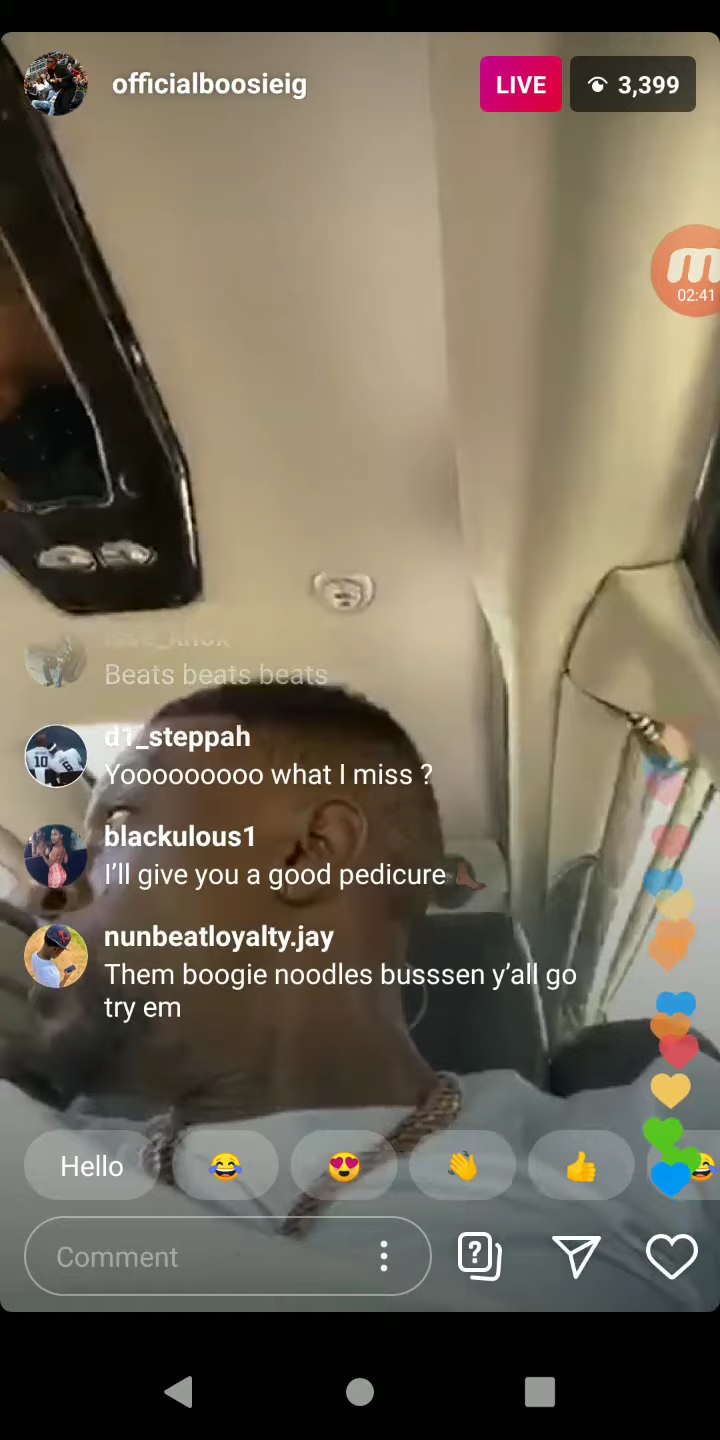 officialboosieig
LIVE
3,399
02:41
Beats beats beats
d1_steppah
Yooooooooo what I miss ?
blackulous1
I'll give you a good pedicure 🦶🏾
nunbeatloyalty.jay
Them boogie noodles busssen y'all go
try em
Hello 😂 😍 👏 👍 😂
Comment